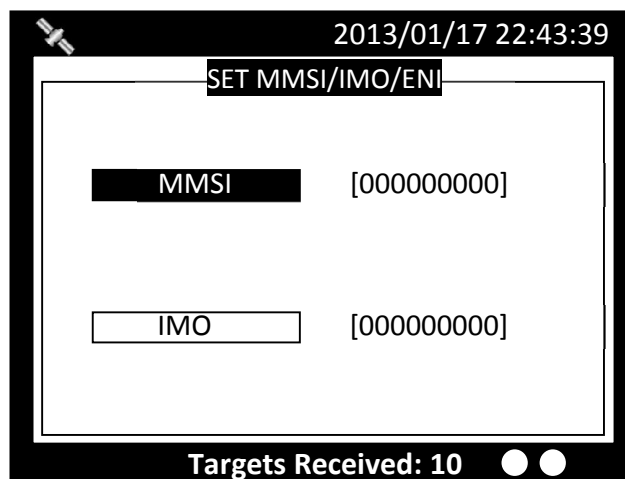 2013/01/17 22:43:39
SET MMSI/IMO/ENI
MMSI [000000000]
IMO [000000000]
Targets Received: 10